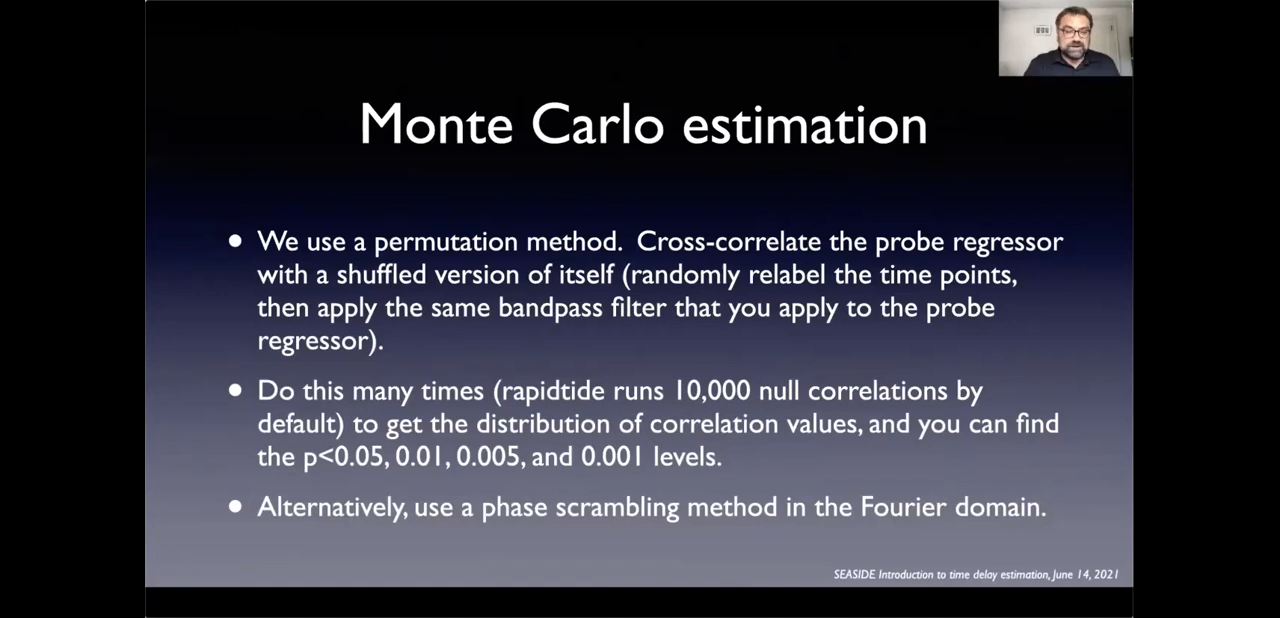 Monte Carlo estimation
• We use a permutation method. Cross-correlate the probe regressor
with a shuffled version of itself (randomly relabel the time points,
then apply the same bandpass filter that you apply to the probe
regressor).
• Do this many times (rapidtide runs 10,000 null correlations by
default) to get the distribution of correlation values, and you can find
the p<0.05, 0.01, 0.005, and 0.001 levels.
• Alternatively, use a phase scrambling method in the Fourier domain.
SEASIDE Introduction to time delay estimation, June 14, 2021